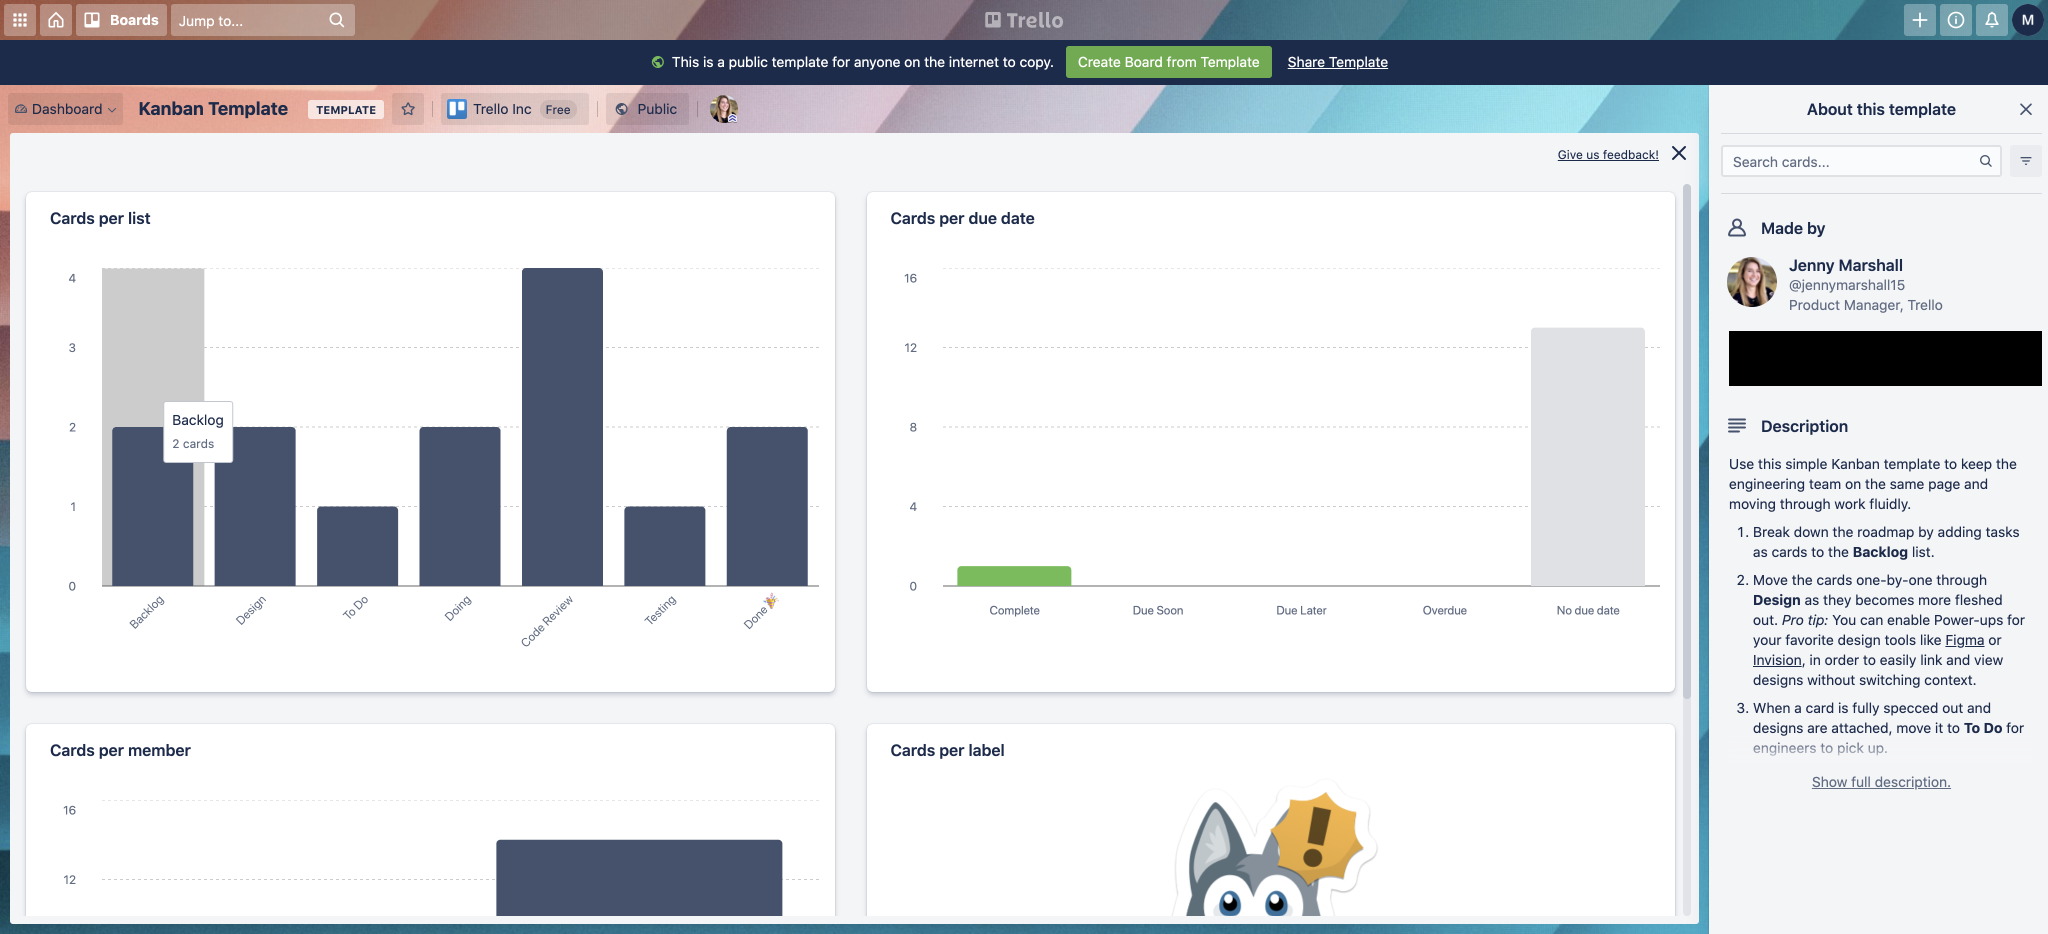 Boards
Jump to...
Trello
M
This is a public template for anyone on the internet to copy.
Create Board from Template
Share Template
Dashboard
Kanban Template
TEMPLATE
Trello Inc
Free
Public
Give us feedback!
Cards per list
4
3
2
1
0
Backlog
2 cards
Backlog
Design
To Do
Doing
Code Review
Testing
Done
Cards per due date
16
12
8
4
0
Complete
Due Soon
Due Later
Overdue
No due date
Cards per member
16
12
Cards per label
!
About this template
Search cards...
Made by
Jenny Marshall
@jennymarshall15
Product Manager, Trello
Description
Use this simple Kanban template to keep the
engineering team on the same page and
moving through work fluidly.
1. Break down the roadmap by adding tasks
as cards to the Backlog list.
2. Move the cards one-by-one through
Design as they becomes more fleshed
out. Pro tip: You can enable Power-ups for
your favorite design tools like Figma or
Invision, in order to easily link and view
designs without switching context.
3. When a card is fully specced out and
designs are attached, move it to To Do for
engineers to pick up.
Show full description.